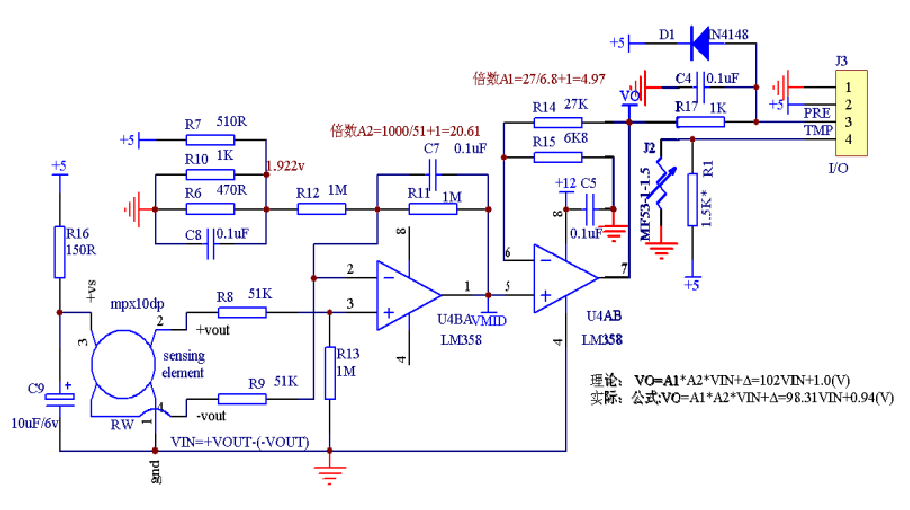 D1
IN4148
+5
J3
倍数A1=27/6.8+1=4.97
C4
0.1uF
1
VO
+5
2
R14
27K
R17
1K
PRE
3
R7
510R
倍数A2=1000/51+1=20.61
TMP
4
+5
C7
0.1uF
R15
6K8
J2
R10
1K
1.922v
I/O
+5
R12
1M
R11
1M
+12
C5
MF53-1-1.5
R1
1.5K*
R6
470R
8
C8
0.1uF
0.1uF
R16
150R
8
6
7
2
+5
+vs
mpx10dp
R8
51K
1
5
3
2
+vout
U4BA
VMID
U4AB
3
sensing
element
LM358
LM358
R13
1M
4
4
R9
51K
理论： VO=A1*A2*VIN+Δ=102VIN+1.0(V)
实际：公式:VO=A1*A2*VIN+Δ=98.31VIN+0.94(V)
C9
+
10uF/6v
RW
1
4
-vout
VIN=+VOUT-(-VOUT)
gnd